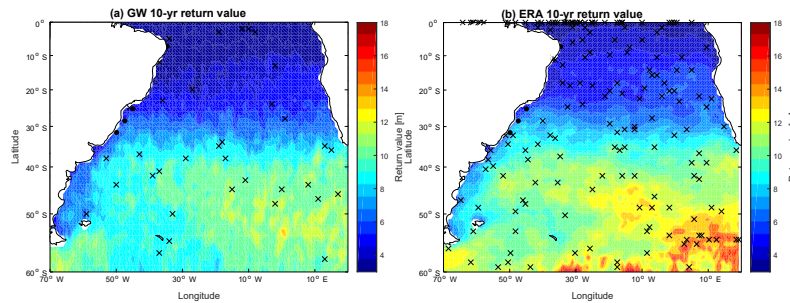 (a) GW 10-yr return value
0°
10° S
20° S
30° S
40° S
50° S
60° S
Latitude
70° W
50° W
30° W
10° W
10° E
Longitude
18
16
14
12
10
8
6
4
Return value [m]
(b) ERA 10-yr return value
0°
10° S
20° S
30° S
40° S
50° S
60° S
Latitude
70° W
50° W
30° W
10° W
10° E
Longitude
18
16
14
12
10
8
6
4